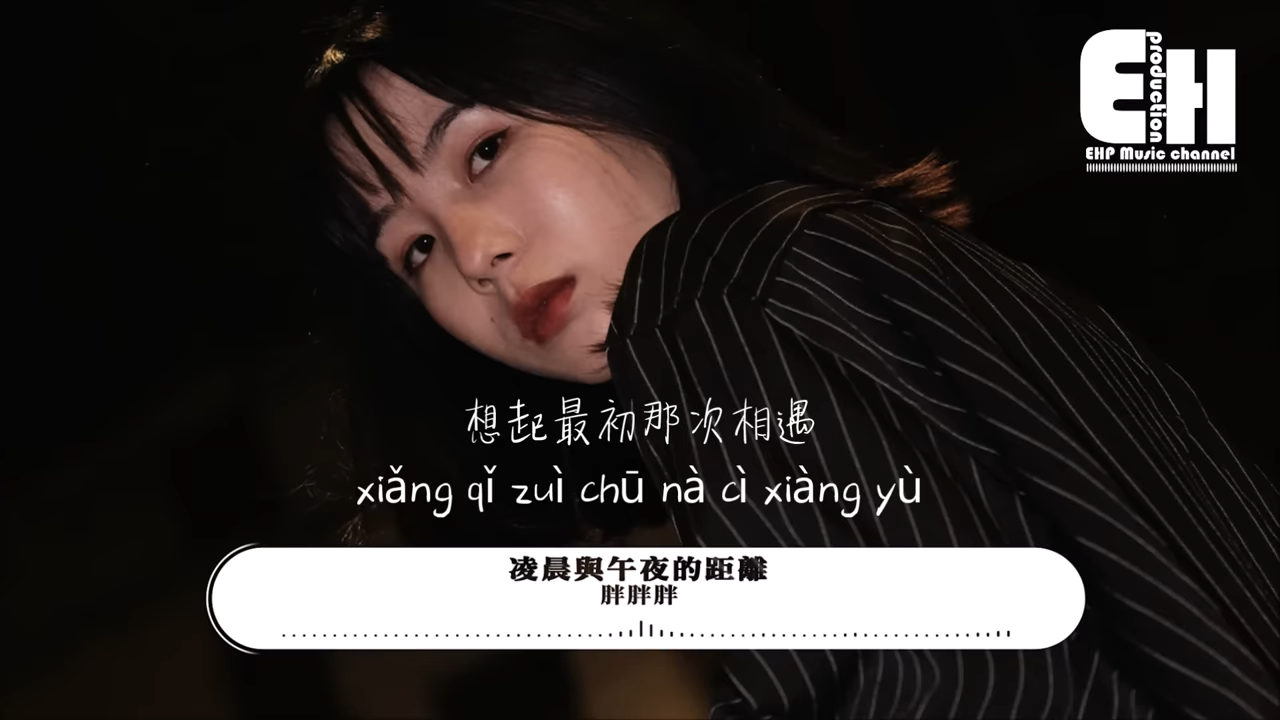 EH
production
EHP Music channel
想起最初那次相遇
xiǎng qǐ zuì chū nà cì xiàng yù
凌晨與午夜的距離
胖胖胖